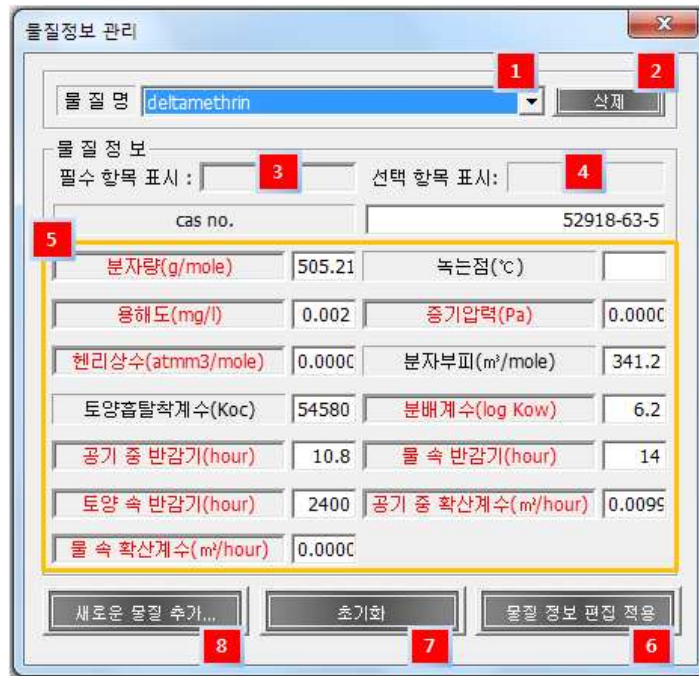 물질정보 관리
1 2
물 질 명 deltamethrin 삭제
물 질 정 보
필수 항목 표시 : 3 선택 항목 표시: 4
cas no. 52918-63-5
5
분자량(g/mole) 505.21 녹는점(℃)
용해도(mg/l) 0.002 증기압력(Pa) 0.0000
헨리상수(atmm3/mole) 0.0000 분자부피(m³/mole) 341.2
토양흡탈착계수(Koc) 54580 분배계수(log Kow) 6.2
공기 중 반감기(hour) 10.8 물 속 반감기(hour) 14
토양 속 반감기(hour) 2400 공기 중 확산계수(m²/hour) 0.0099
물 속 확산계수(m²/hour) 0.0000
새로운 물질 추가... 초기화 물질 정보 편집 적용
8 7 6